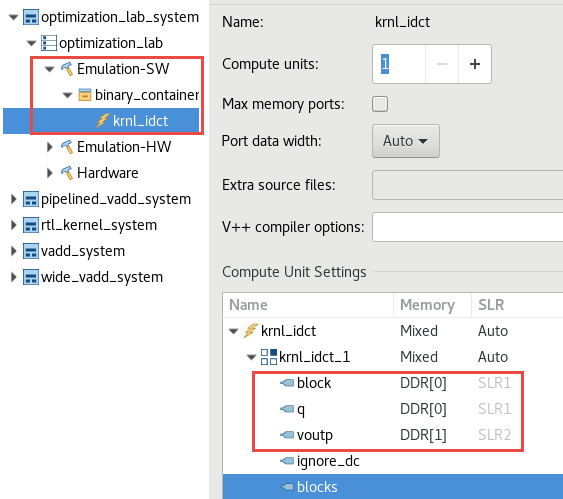 optimization_lab_system
optimization_lab
Emulation-SW
binary_container
krnl_idct
Emulation-HW
Hardware
pipelined_vadd_system
rtl_kernel_system
vadd_system
wide_vadd_system
Name: krnl_idct
Compute units: 1 − +
Max memory ports:
Port data width: Auto
Extra source files:
V++ compiler options:
Compute Unit Settings
Name Memory SLR
krnl_idct Mixed Auto
krnl_idct_1 Mixed Auto
block DDR[0] SLR1
q DDR[0] SLR1
voutp DDR[1] SLR2
ignore_dc
blocks